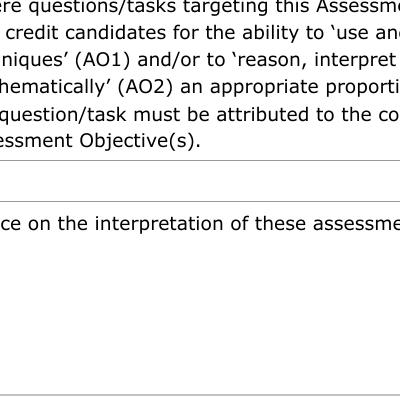 ere questions/tasks targeting this Assessme
credit candidates for the ability to ‘use an
niques’ (AO1) and/or to ‘reason, interpret
hematically’ (AO2) an appropriate proporti
question/task must be attributed to the co
essment Objective(s).
ce on the interpretation of these assessme